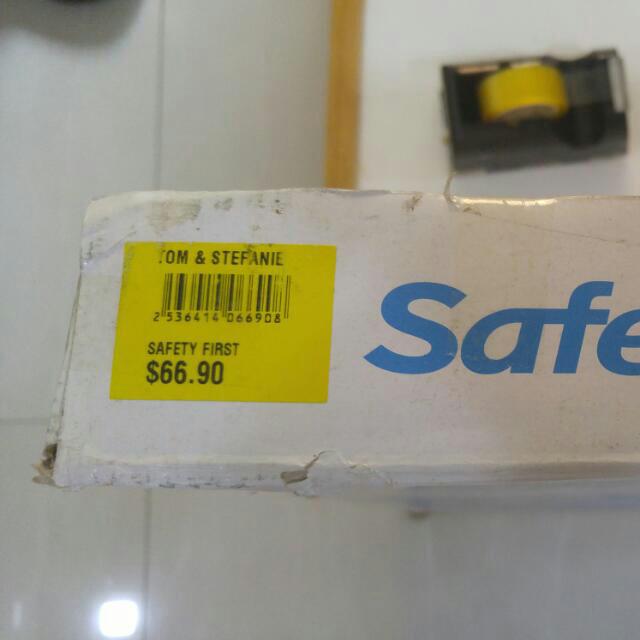 TOM & STEFANIE
2 536414 066908
SAFETY FIRST
$66.90
Safe